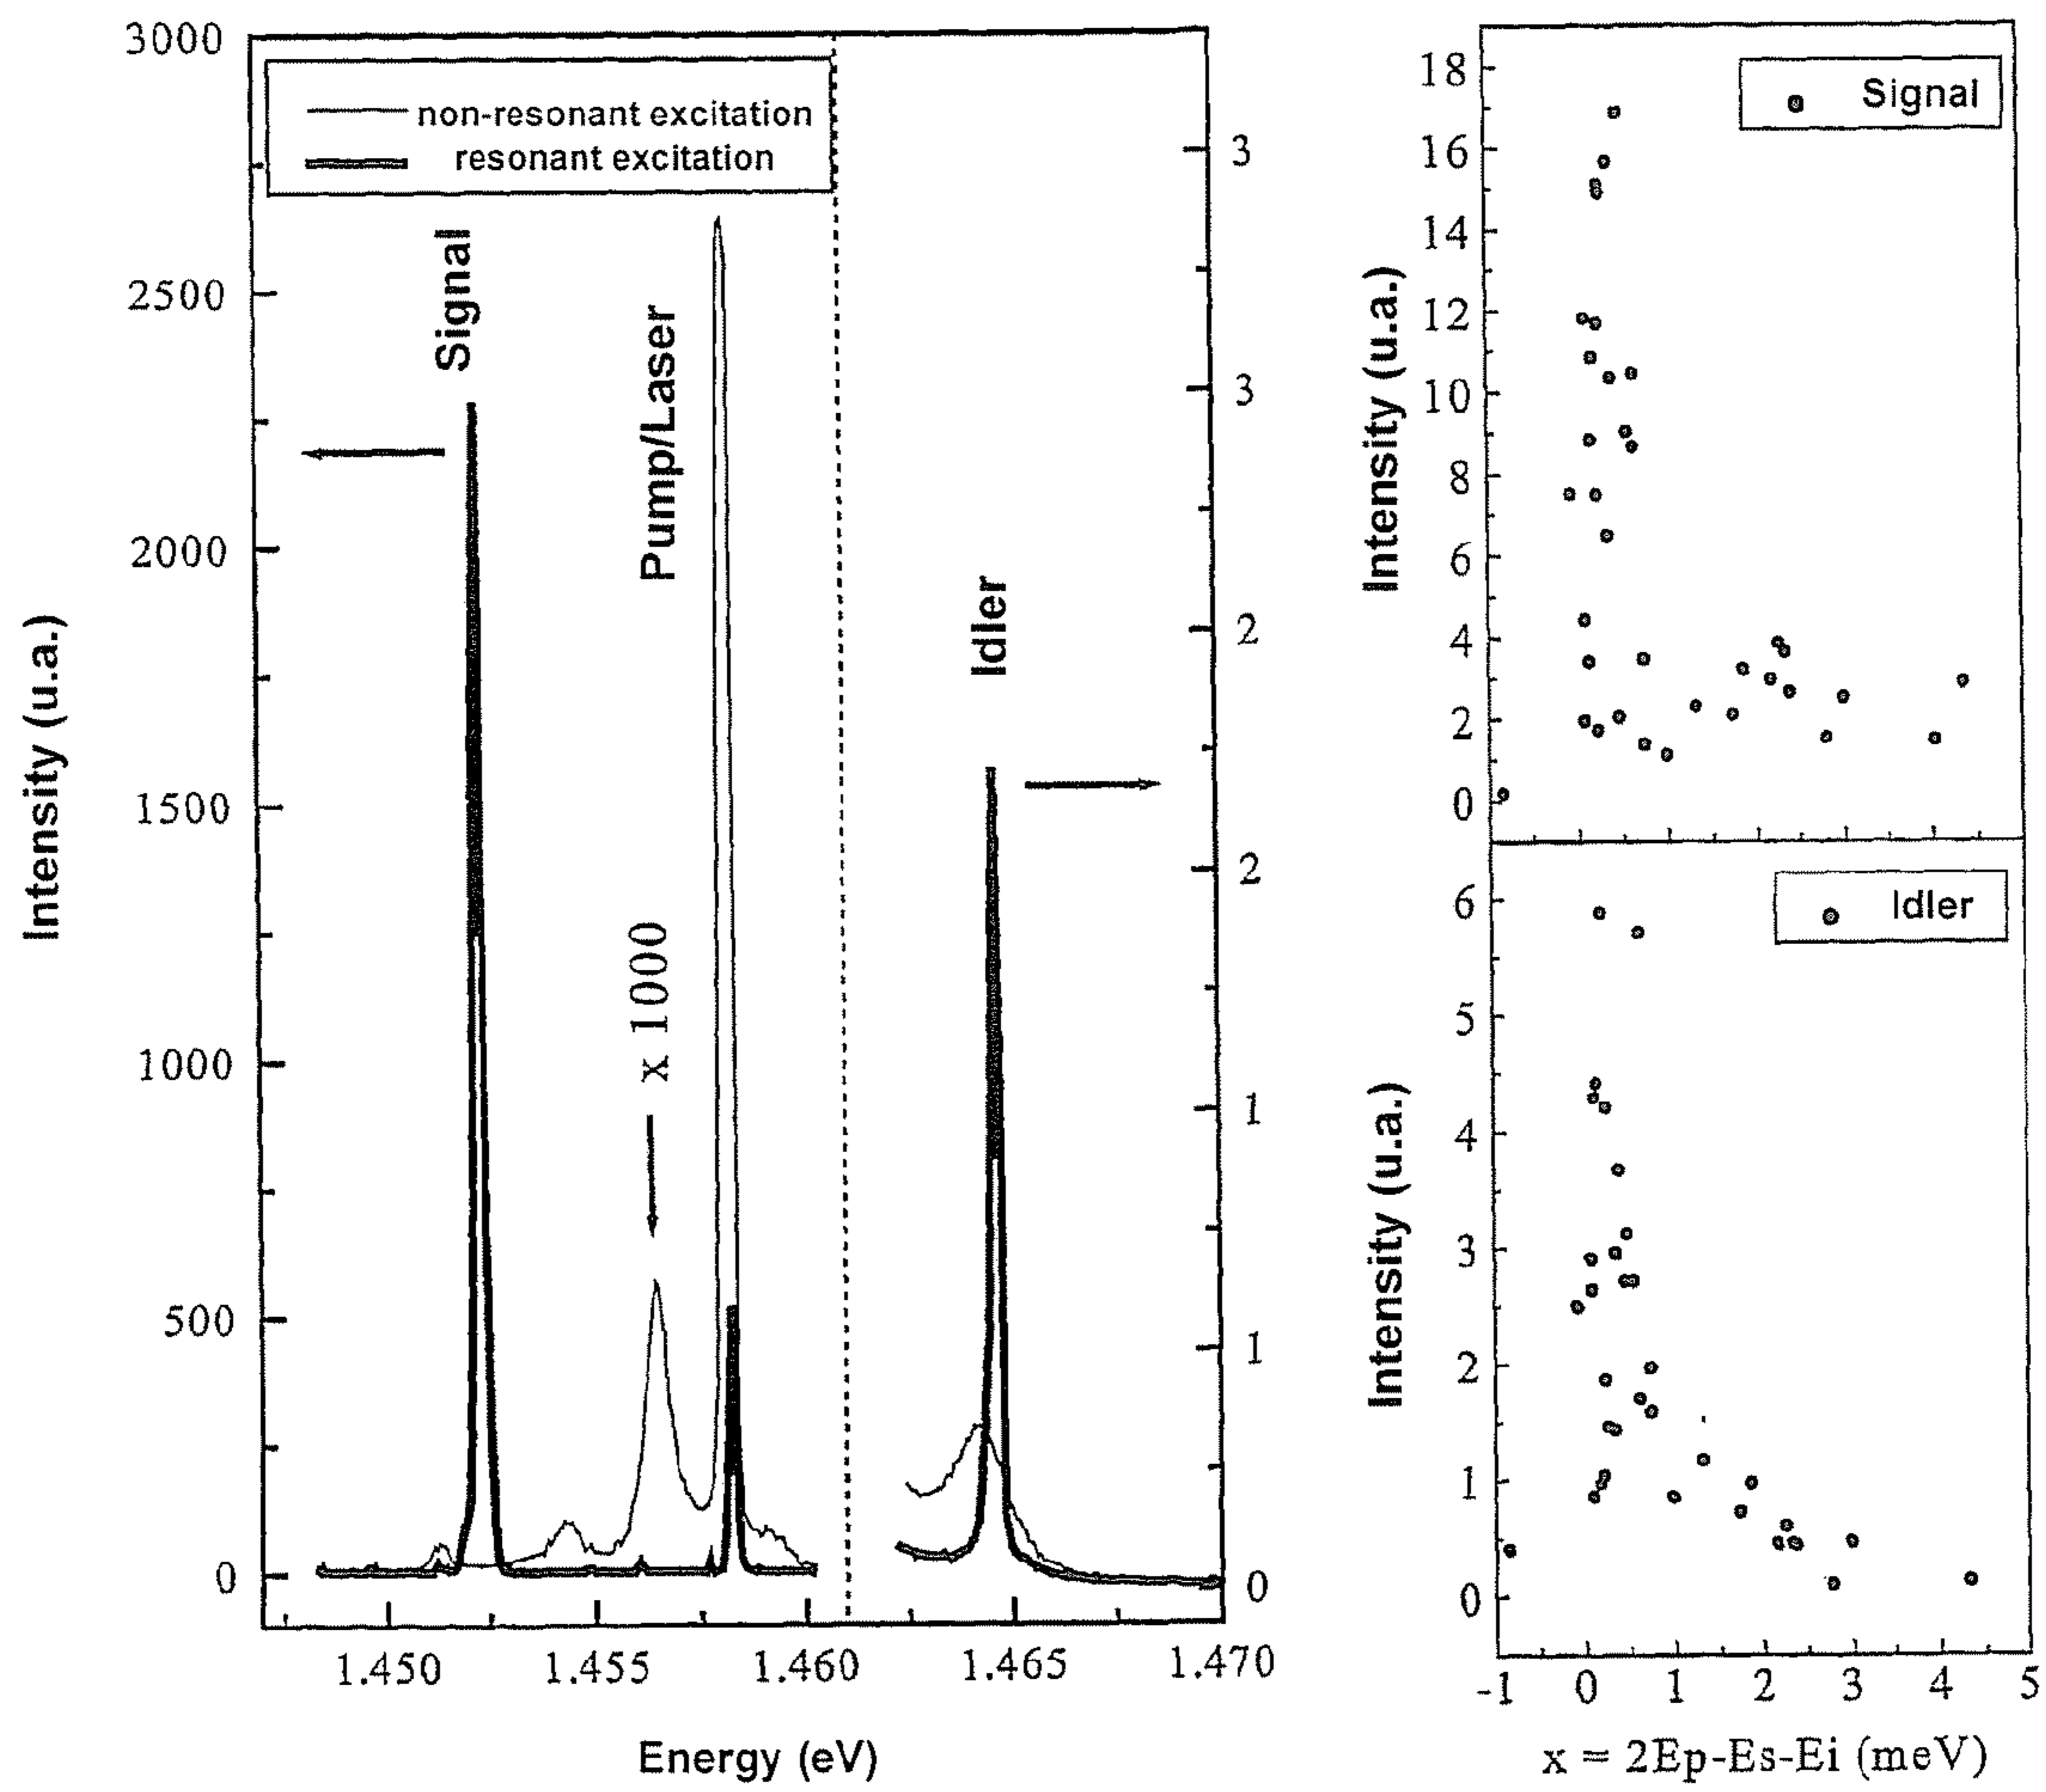 3000
2500
2000
1500
1000
500
0
Intensity (u.a.)
non-resonant excitation
resonant excitation
Signal
Pump/Laser
x 1000
Idler
3
3
2
2
1
1
0
1.450 1.455 1.460 1.465 1.470
Energy (eV)
18
16
14
12
10
8
6
4
2
0
Intensity (u.a.)
Signal
6
5
4
3
2
1
0
Intensity (u.a.)
Idler
-1 0 1 2 3 4 5
x = 2Ep-Es-Ei (meV)